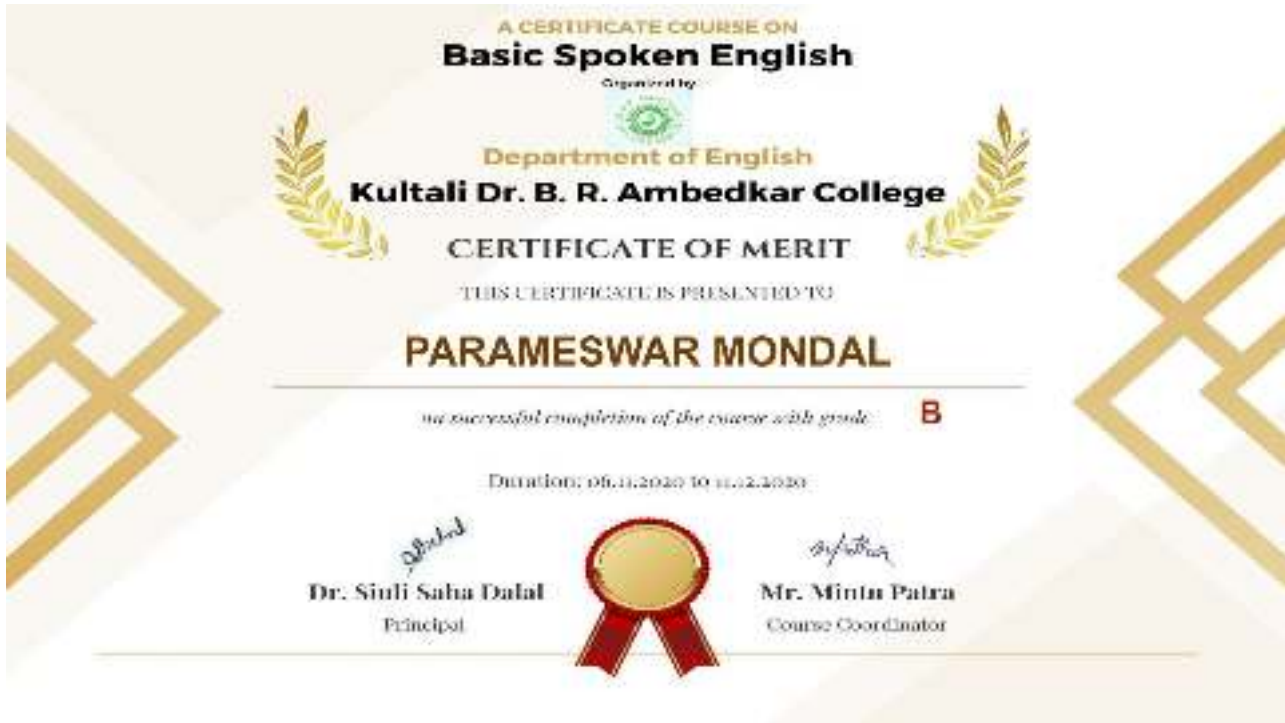 A CERTIFICATE COURSE ON
Basic Spoken English
Organized by
Department of English
Kultali Dr. B. R. Ambedkar College
CERTIFICATE OF MERIT
THIS CERTIFICATE IS PRESENTED TO
PARAMESWAR MONDAL
on successful completion of the course with grade B
Duration: 06.11.2020 to 11.12.2020
Dr. Siuli Saha Dalal
Principal
Mr. Mintu Patra
Course Coordinator